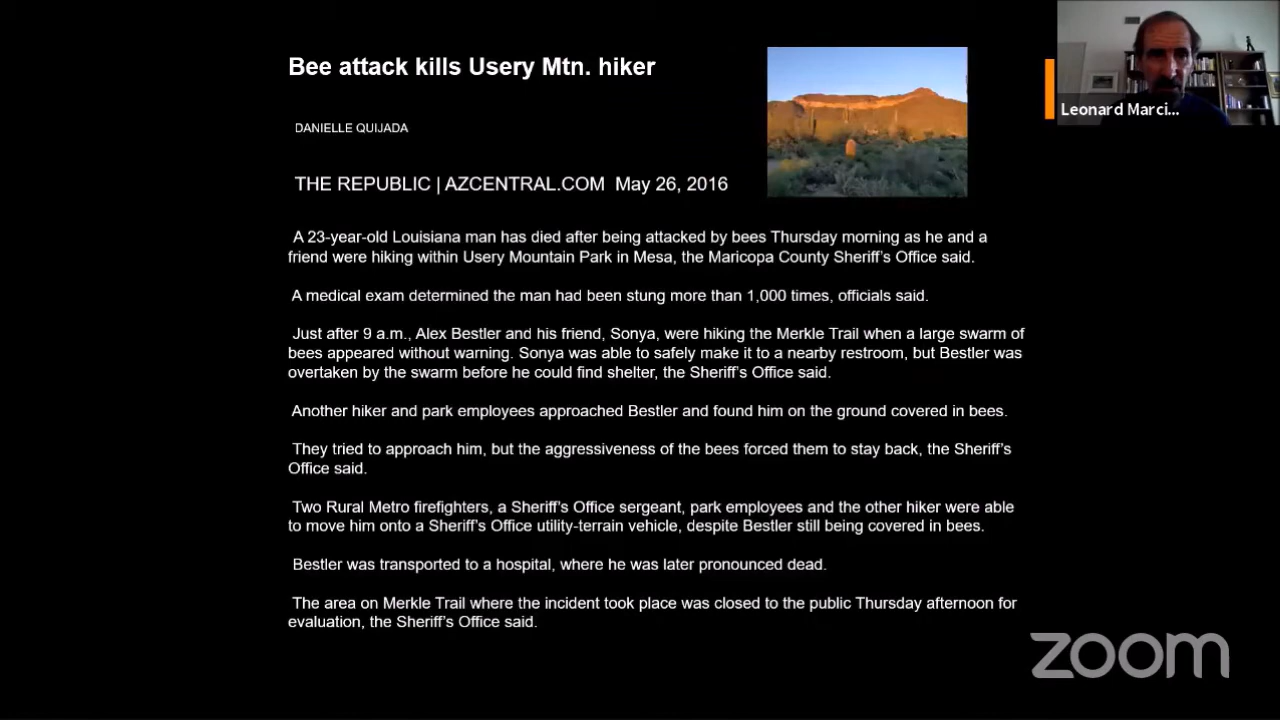 Bee attack kills Usery Mtn. hiker
DANIELLE QUIJADA
THE REPUBLIC | AZCENTRAL.COM May 26, 2016
Leonard Marci...
A 23-year-old Louisiana man has died after being attacked by bees Thursday morning as he and a
friend were hiking within Usery Mountain Park in Mesa, the Maricopa County Sheriff's Office said.
A medical exam determined the man had been stung more than 1,000 times, officials said.
Just after 9 a.m., Alex Bestler and his friend, Sonya, were hiking the Merkle Trail when a large swarm of
bees appeared without warning. Sonya was able to safely make it to a nearby restroom, but Bestler was
overtaken by the swarm before he could find shelter, the Sheriff's Office said.
Another hiker and park employees approached Bestler and found him on the ground covered in bees.
They tried to approach him, but the aggressiveness of the bees forced them to stay back, the Sheriff's
Office said.
Two Rural Metro firefighters, a Sheriff's Office sergeant, park employees and the other hiker were able
to move him onto a Sheriff's Office utility-terrain vehicle, despite Bestler still being covered in bees.
Bestler was transported to a hospital, where he was later pronounced dead.
The area on Merkle Trail where the incident took place was closed to the public Thursday afternoon for
evaluation, the Sheriff's Office said.
zoom